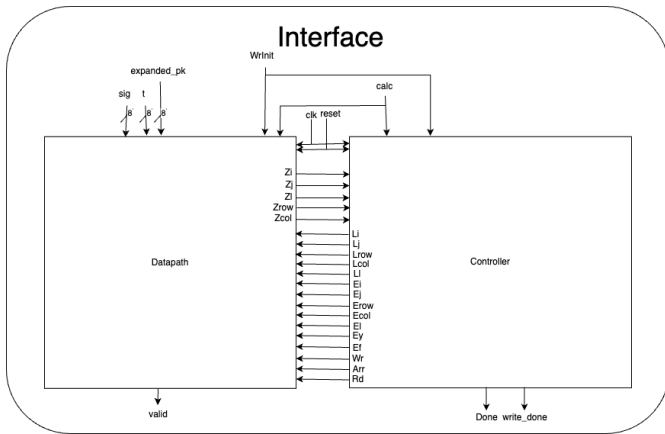 Interface
WrInit
expanded_pk
calc
sig t
clk reset
8 8 8
Zi
Zj
Zl
Zrow
Zcol
Li
Lj
Lrow
Datapath
Controller
Lcol
Ll
Ei
Ej
Erow
Ecol
El
Ey
Ef
Wr
Arr
Rd
valid
Done write_done